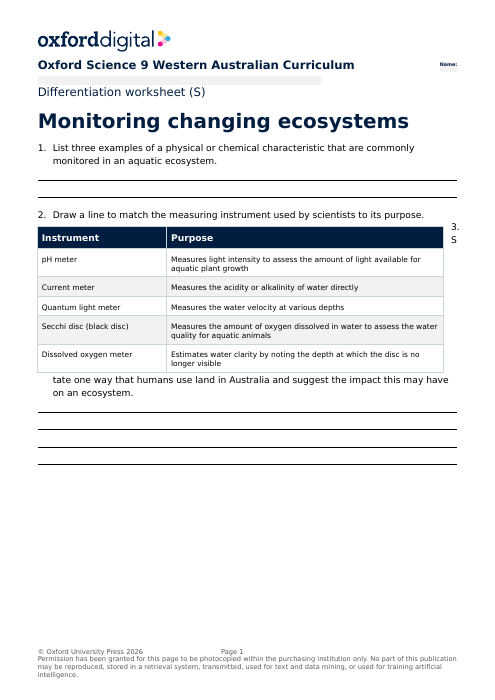 oxforddigital
Oxford Science 9 Western Australian Curriculum
Name:
Differentiation worksheet (S)
Monitoring changing ecosystems
1. List three examples of a physical or chemical characteristic that are commonly
monitored in an aquatic ecosystem.
2. Draw a line to match the measuring instrument used by scientists to its purpose.
3.
S
Instrument Purpose
pH meter Measures light intensity to assess the amount of light available for
aquatic plant growth
Current meter Measures the acidity or alkalinity of water directly
Quantum light meter Measures the water velocity at various depths
Secchi disc (black disc) Measures the amount of oxygen dissolved in water to assess the water
quality for aquatic animals
Dissolved oxygen meter Estimates water clarity by noting the depth at which the disc is no
longer visible
tate one way that humans use land in Australia and suggest the impact this may have
on an ecosystem.
© Oxford University Press 2026 Page 1
Permission has been granted for this page to be photocopied within the purchasing institution only. No part of this publication
may be reproduced, stored in a retrieval system, transmitted, used for text and data mining, or used for training artificial
intelligence.